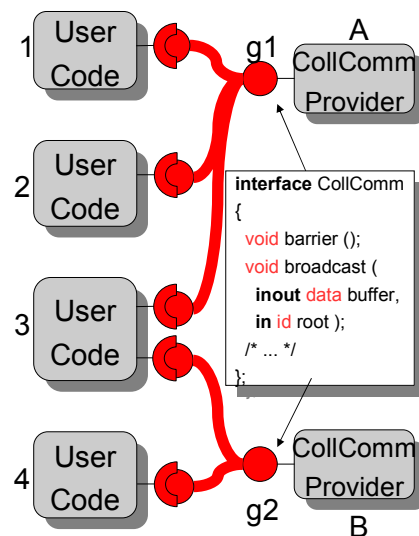 1
User
Code
g1
A
CollComm
Provider
2
User
Code
interface CollComm
{
void barrier ();
void broadcast (
inout data buffer,
in id root );
/* ... */
};
3
User
Code
4
User
Code
g2
CollComm
Provider
B